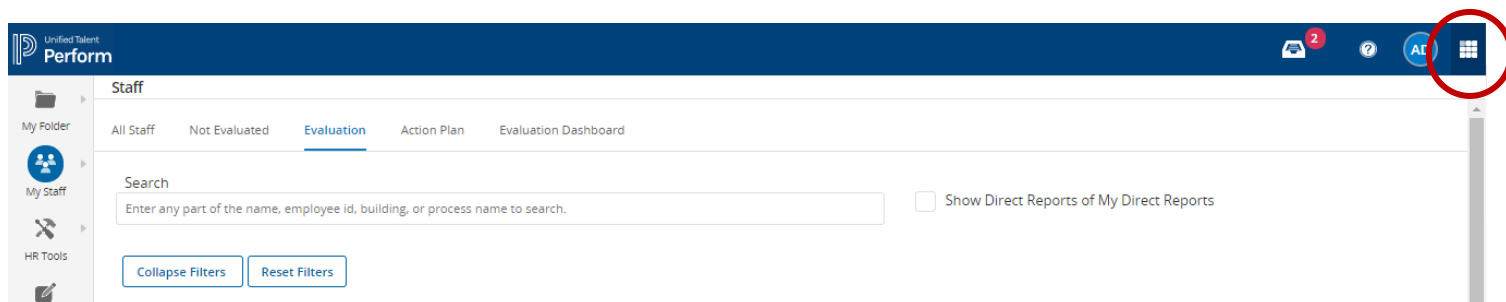 Unified Talent
Perform
2
AD
My Folder
My Staff
HR Tools
Staff
All Staff Not Evaluated Evaluation Action Plan Evaluation Dashboard
Search
Enter any part of the name, employee id, building, or process name to search.
Show Direct Reports of My Direct Reports
Collapse Filters Reset Filters